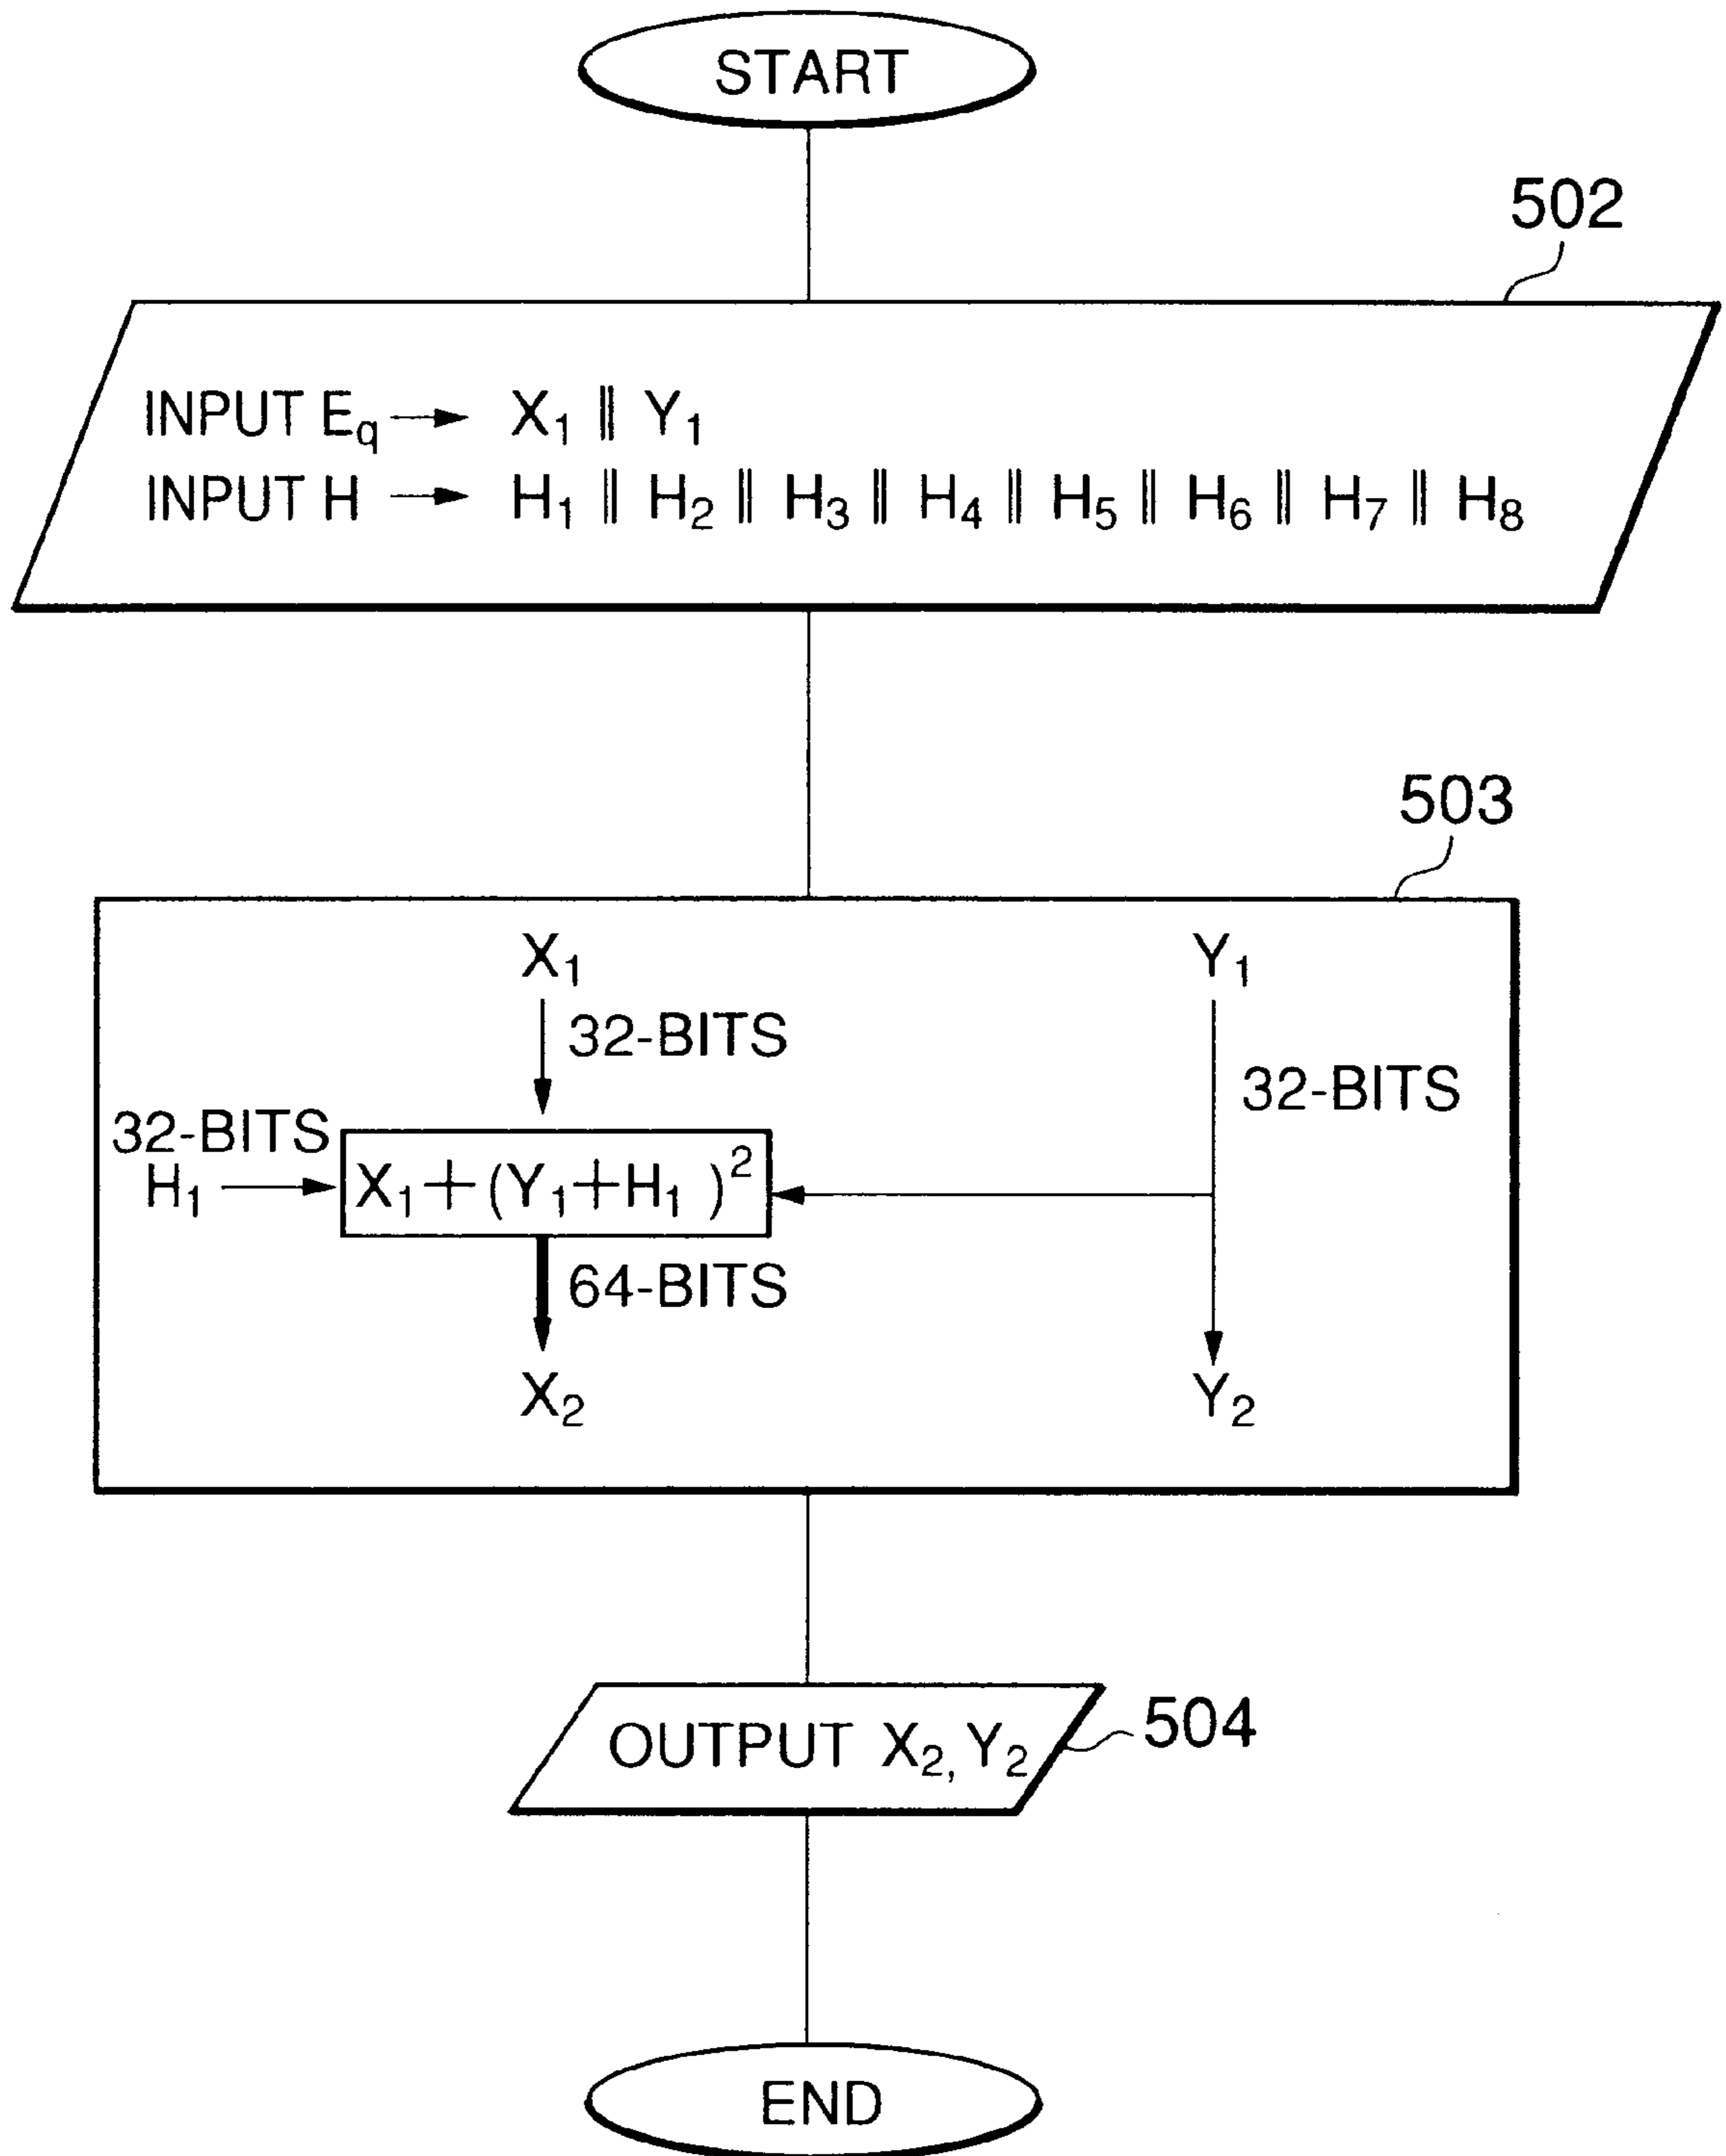 START
502
INPUT Eq → X1 ‖ Y1
INPUT H → H1 ‖ H2 ‖ H3 ‖ H4 ‖ H5 ‖ H6 ‖ H7 ‖ H8
503
X1
Y1
32-BITS
32-BITS
32-BITS
H1
X1+(Y1+H1)2
64-BITS
X2
Y2
OUTPUT X2, Y2
504
END